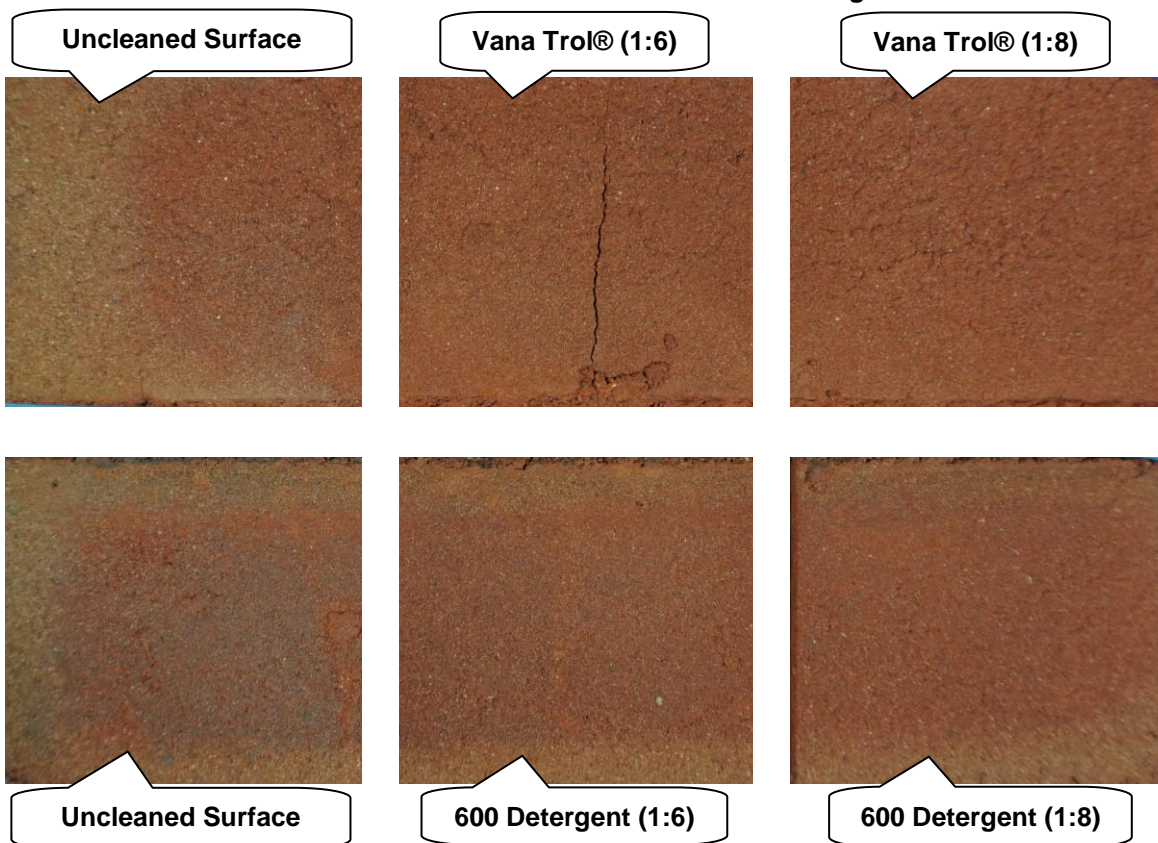 Uncleaned Surface
Vana Trol® (1:6)
Vana Trol® (1:8)
Uncleaned Surface
600 Detergent (1:6)
600 Detergent (1:8)